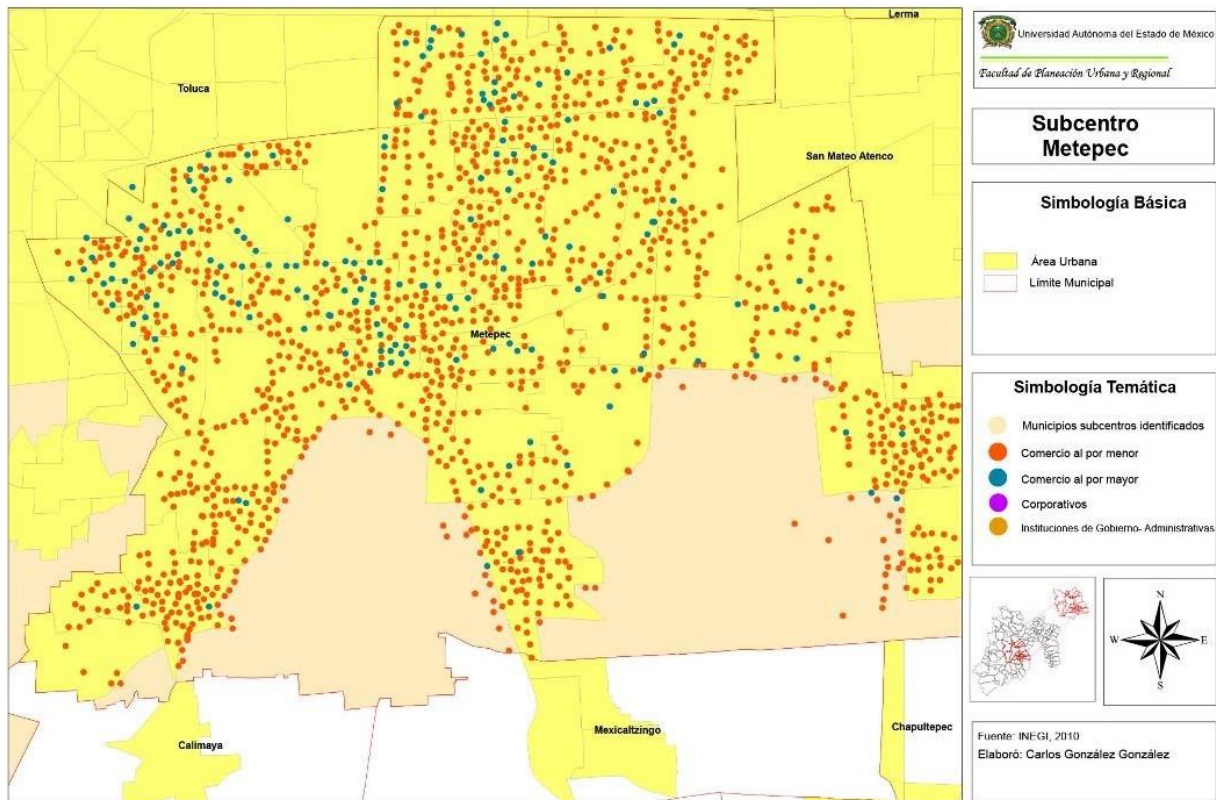 Lerma
Toluca
San Mateo Atenco
Metepec
Calimaya
Mexicaltzingo
Chapultepec
Universidad Autónoma del Estado de México
Facultad de Planeación Urbana y Regional
Subcentro
Metepec
Simbología Básica
Área Urbana
Límite Municipal
Simbología Temática
Municipios subcentros identificados
Comercio al por menor
Comercio al por mayor
Corporativos
Instituciones de Gobierno- Administrativas
N
W
E
S
Fuente: INEGI, 2010
Elaboró: Carlos González González